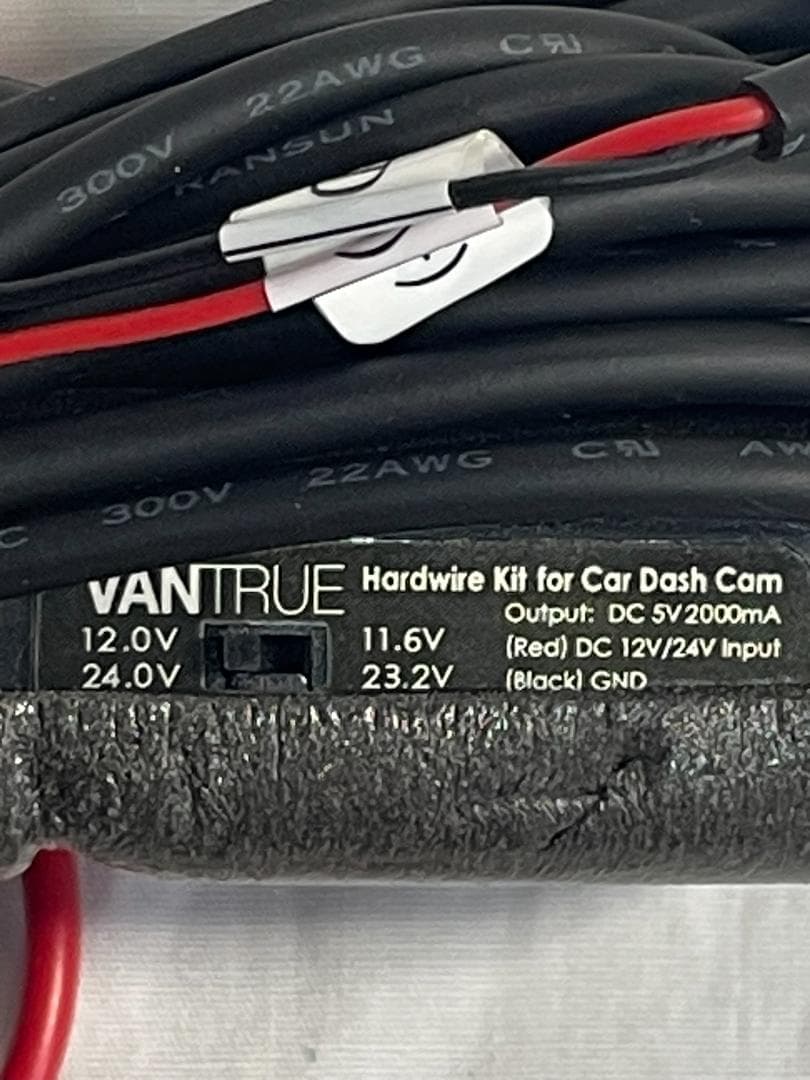 22AWG
300V KANSUN
300V 22AWG AW
C
VANTRUE Hardwire Kit for Car Dash Cam
Output: DC 5V 2000mA
12.0V 11.6V (Red) DC 12V/24V Input
24.0V 23.2V (Black) GND